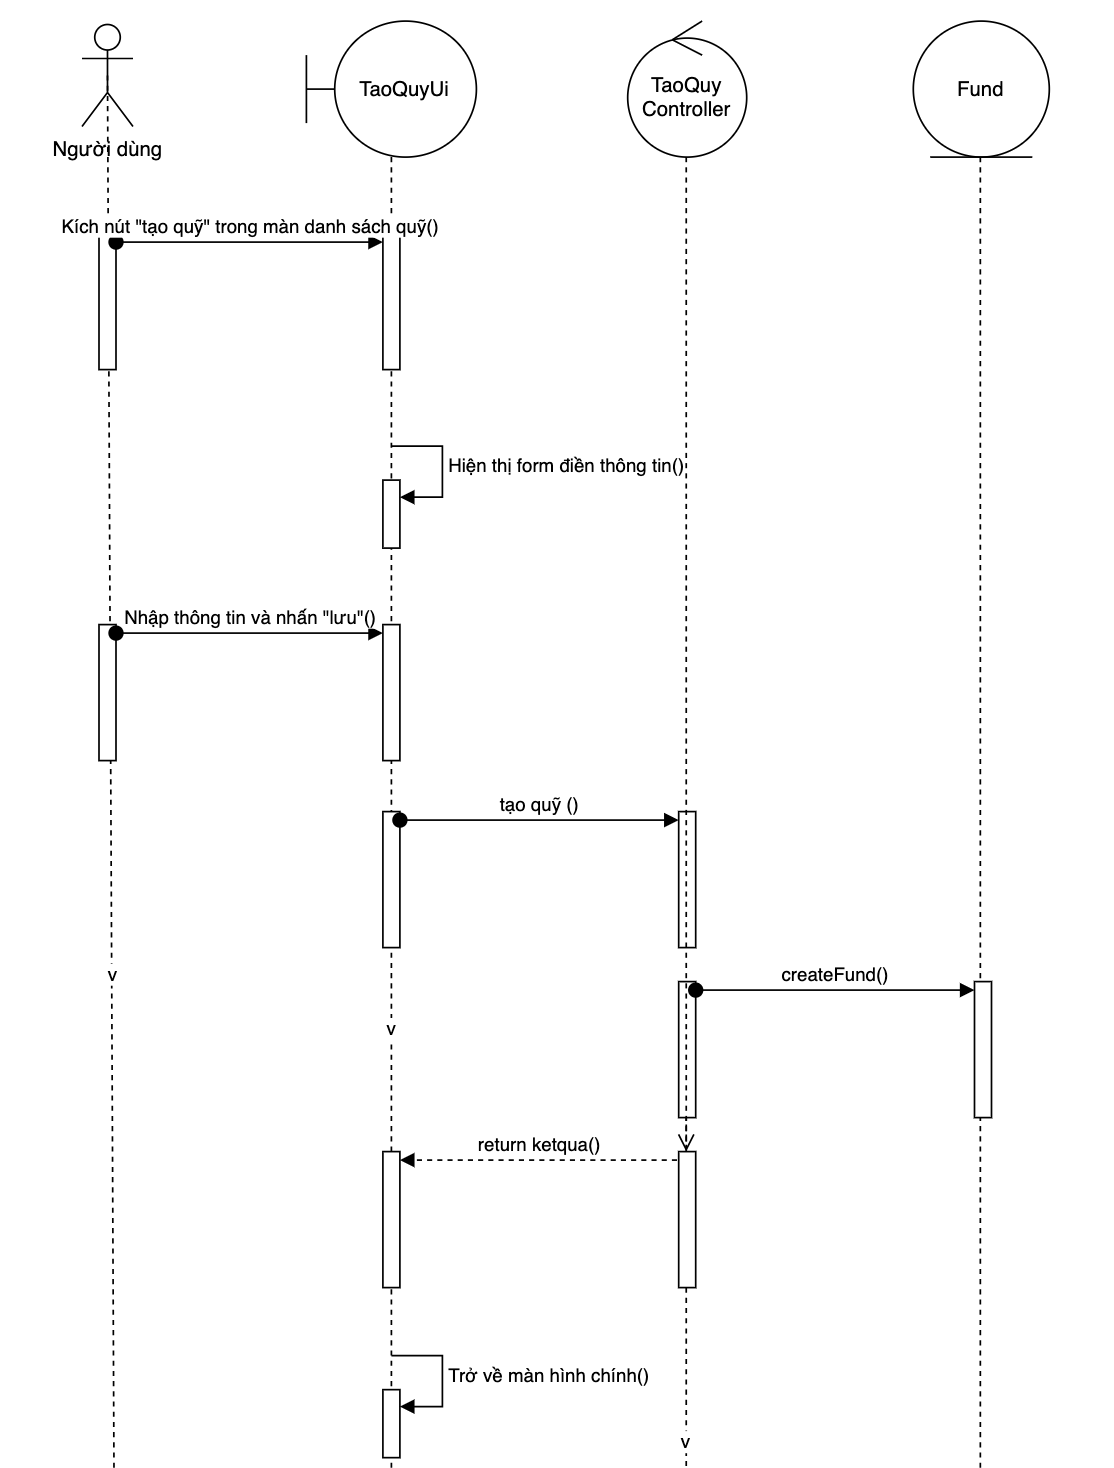 TaoQuyUi
TaoQuy
Controller
Fund
Người dùng
Kích nút "tạo quỹ" trong màn danh sách quỹ()
Hiện thị form điền thông tin()
Nhập thông tin và nhấn "lưu"()
tạo quỹ ()
v
createFund()
v
return ketqua()
Trở về màn hình chính()
v